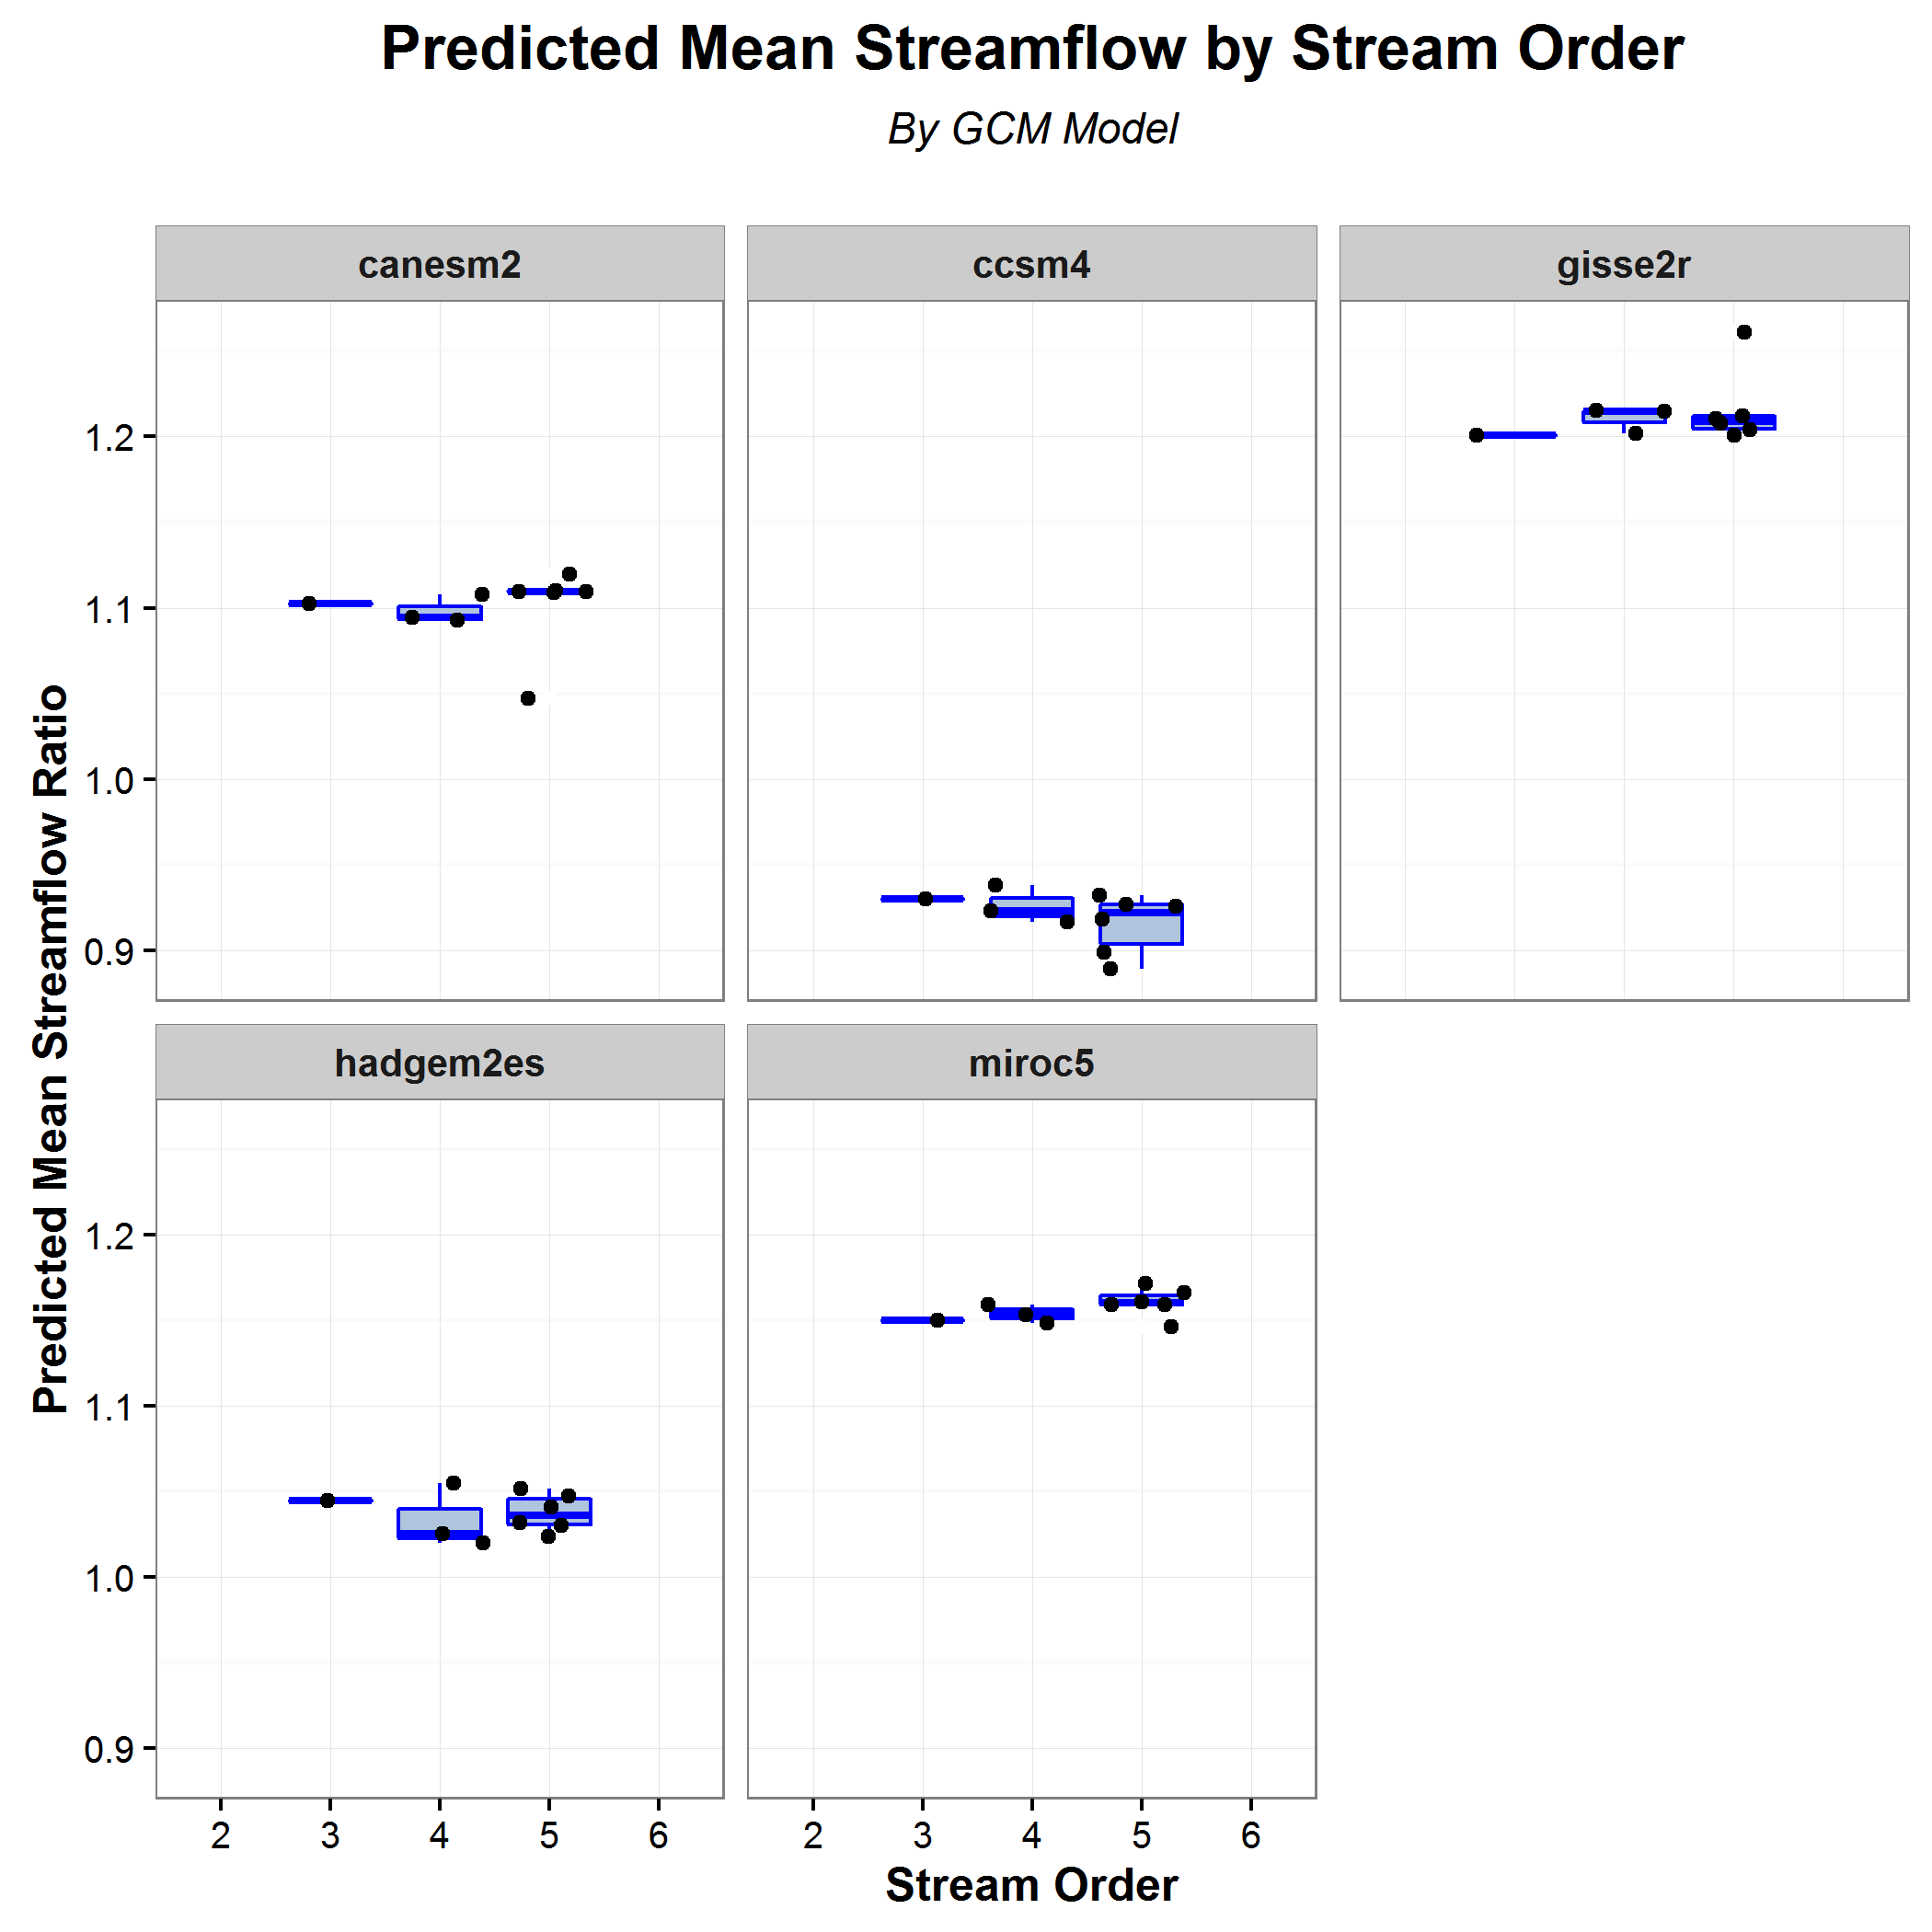 Predicted Mean Streamflow by Stream Order
By GCM Model
canesm2
ccsm4
gisse2r
1.2
1.1
1.0
0.9
Predicted Mean Streamflow Ratio
hadgem2es
miroc5
1.2
1.1
1.0
0.9
2 3 4 5 6
2 3 4 5 6
Stream Order